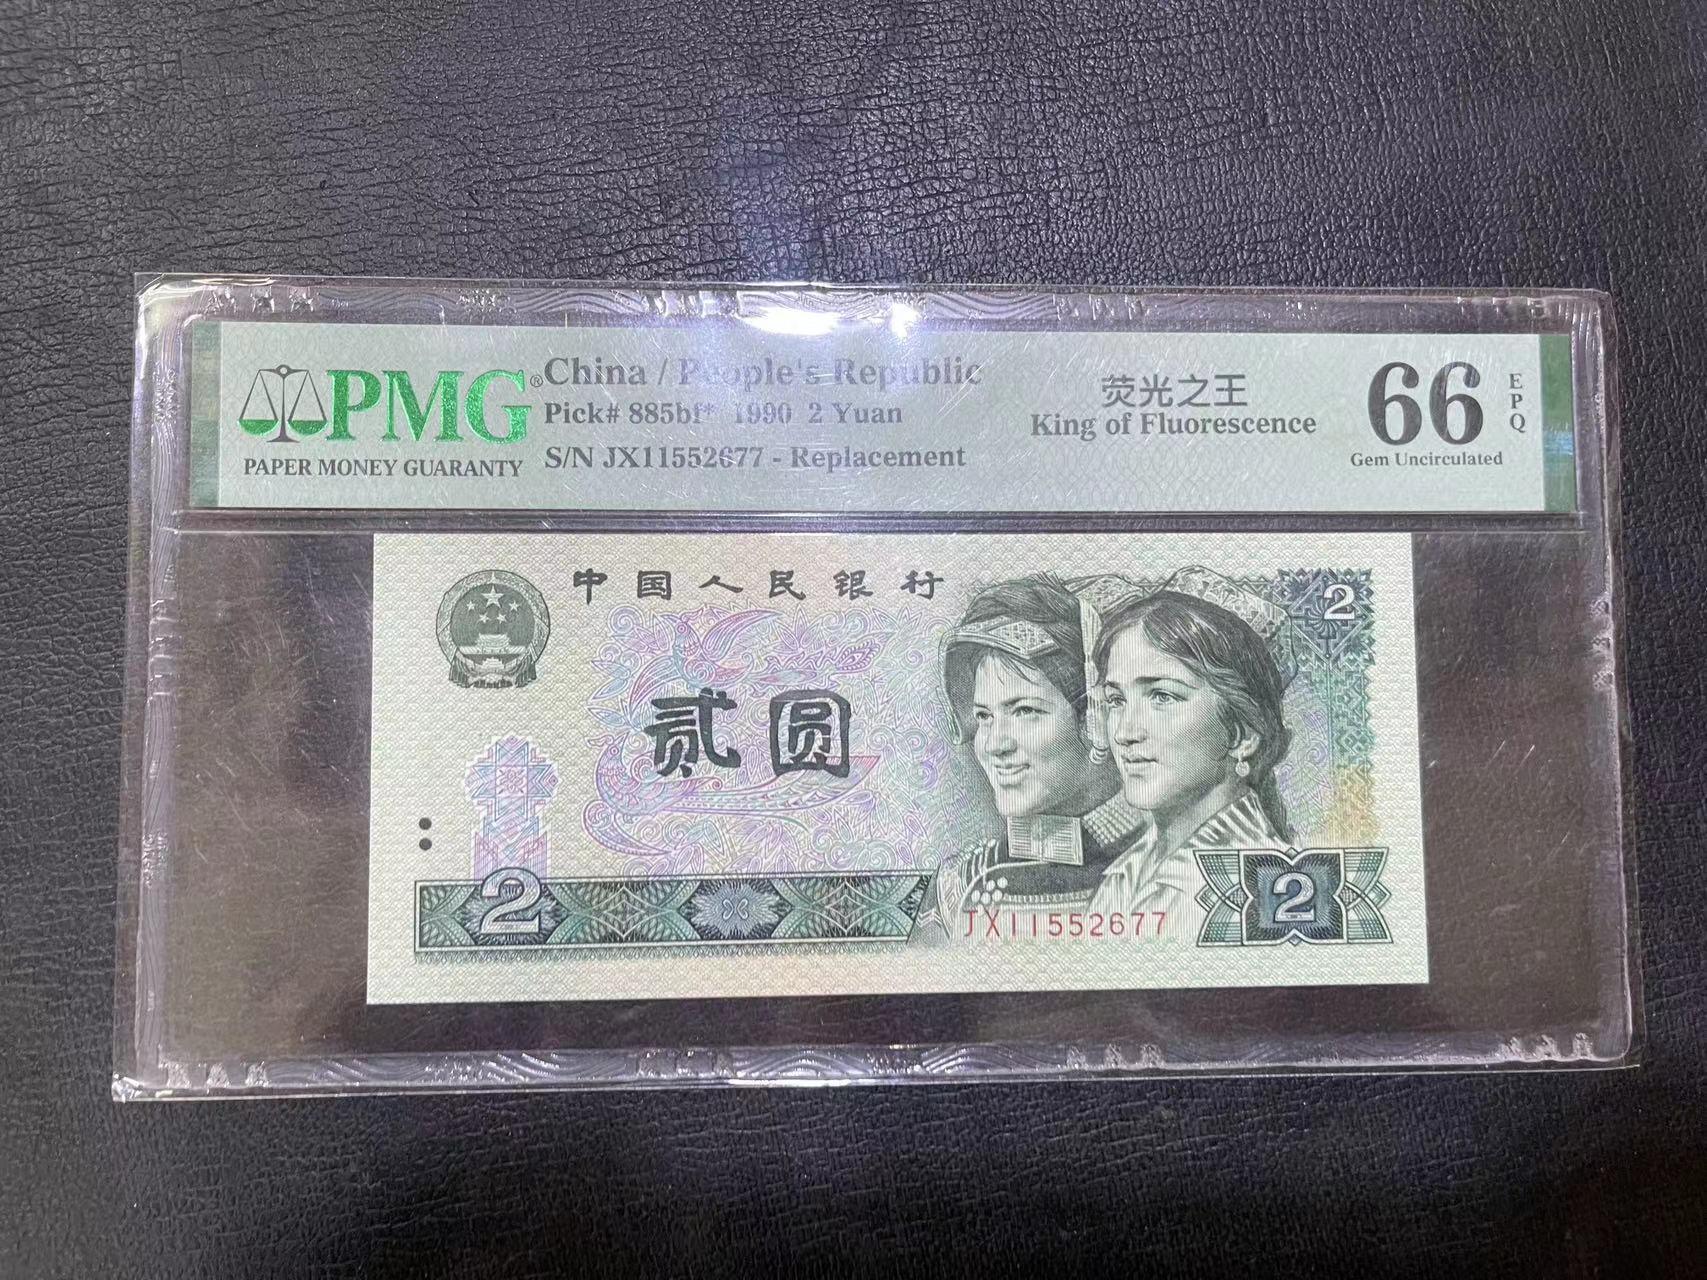 PMG®
PAPER MONEY GUARANTY
China / People's Republic
Pick# 885bf* 1990 2 Yuan
S/N JX11552677 - Replacement
荧光之王
King of Fluorescence
66 EPQ
Gem Uncirculated
中国人民银行
2
贰圆
2
JX11552677
2